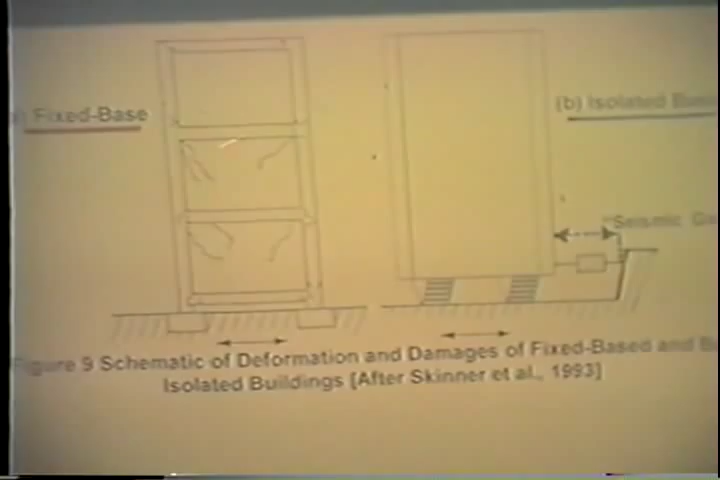 ) Fixed-Base
(b) Isolated
"Seismic
Figure 9 Schematic of Deformation and Damages of Fixed-Based and
Isolated Buildings [After Skinner et al., 1993]